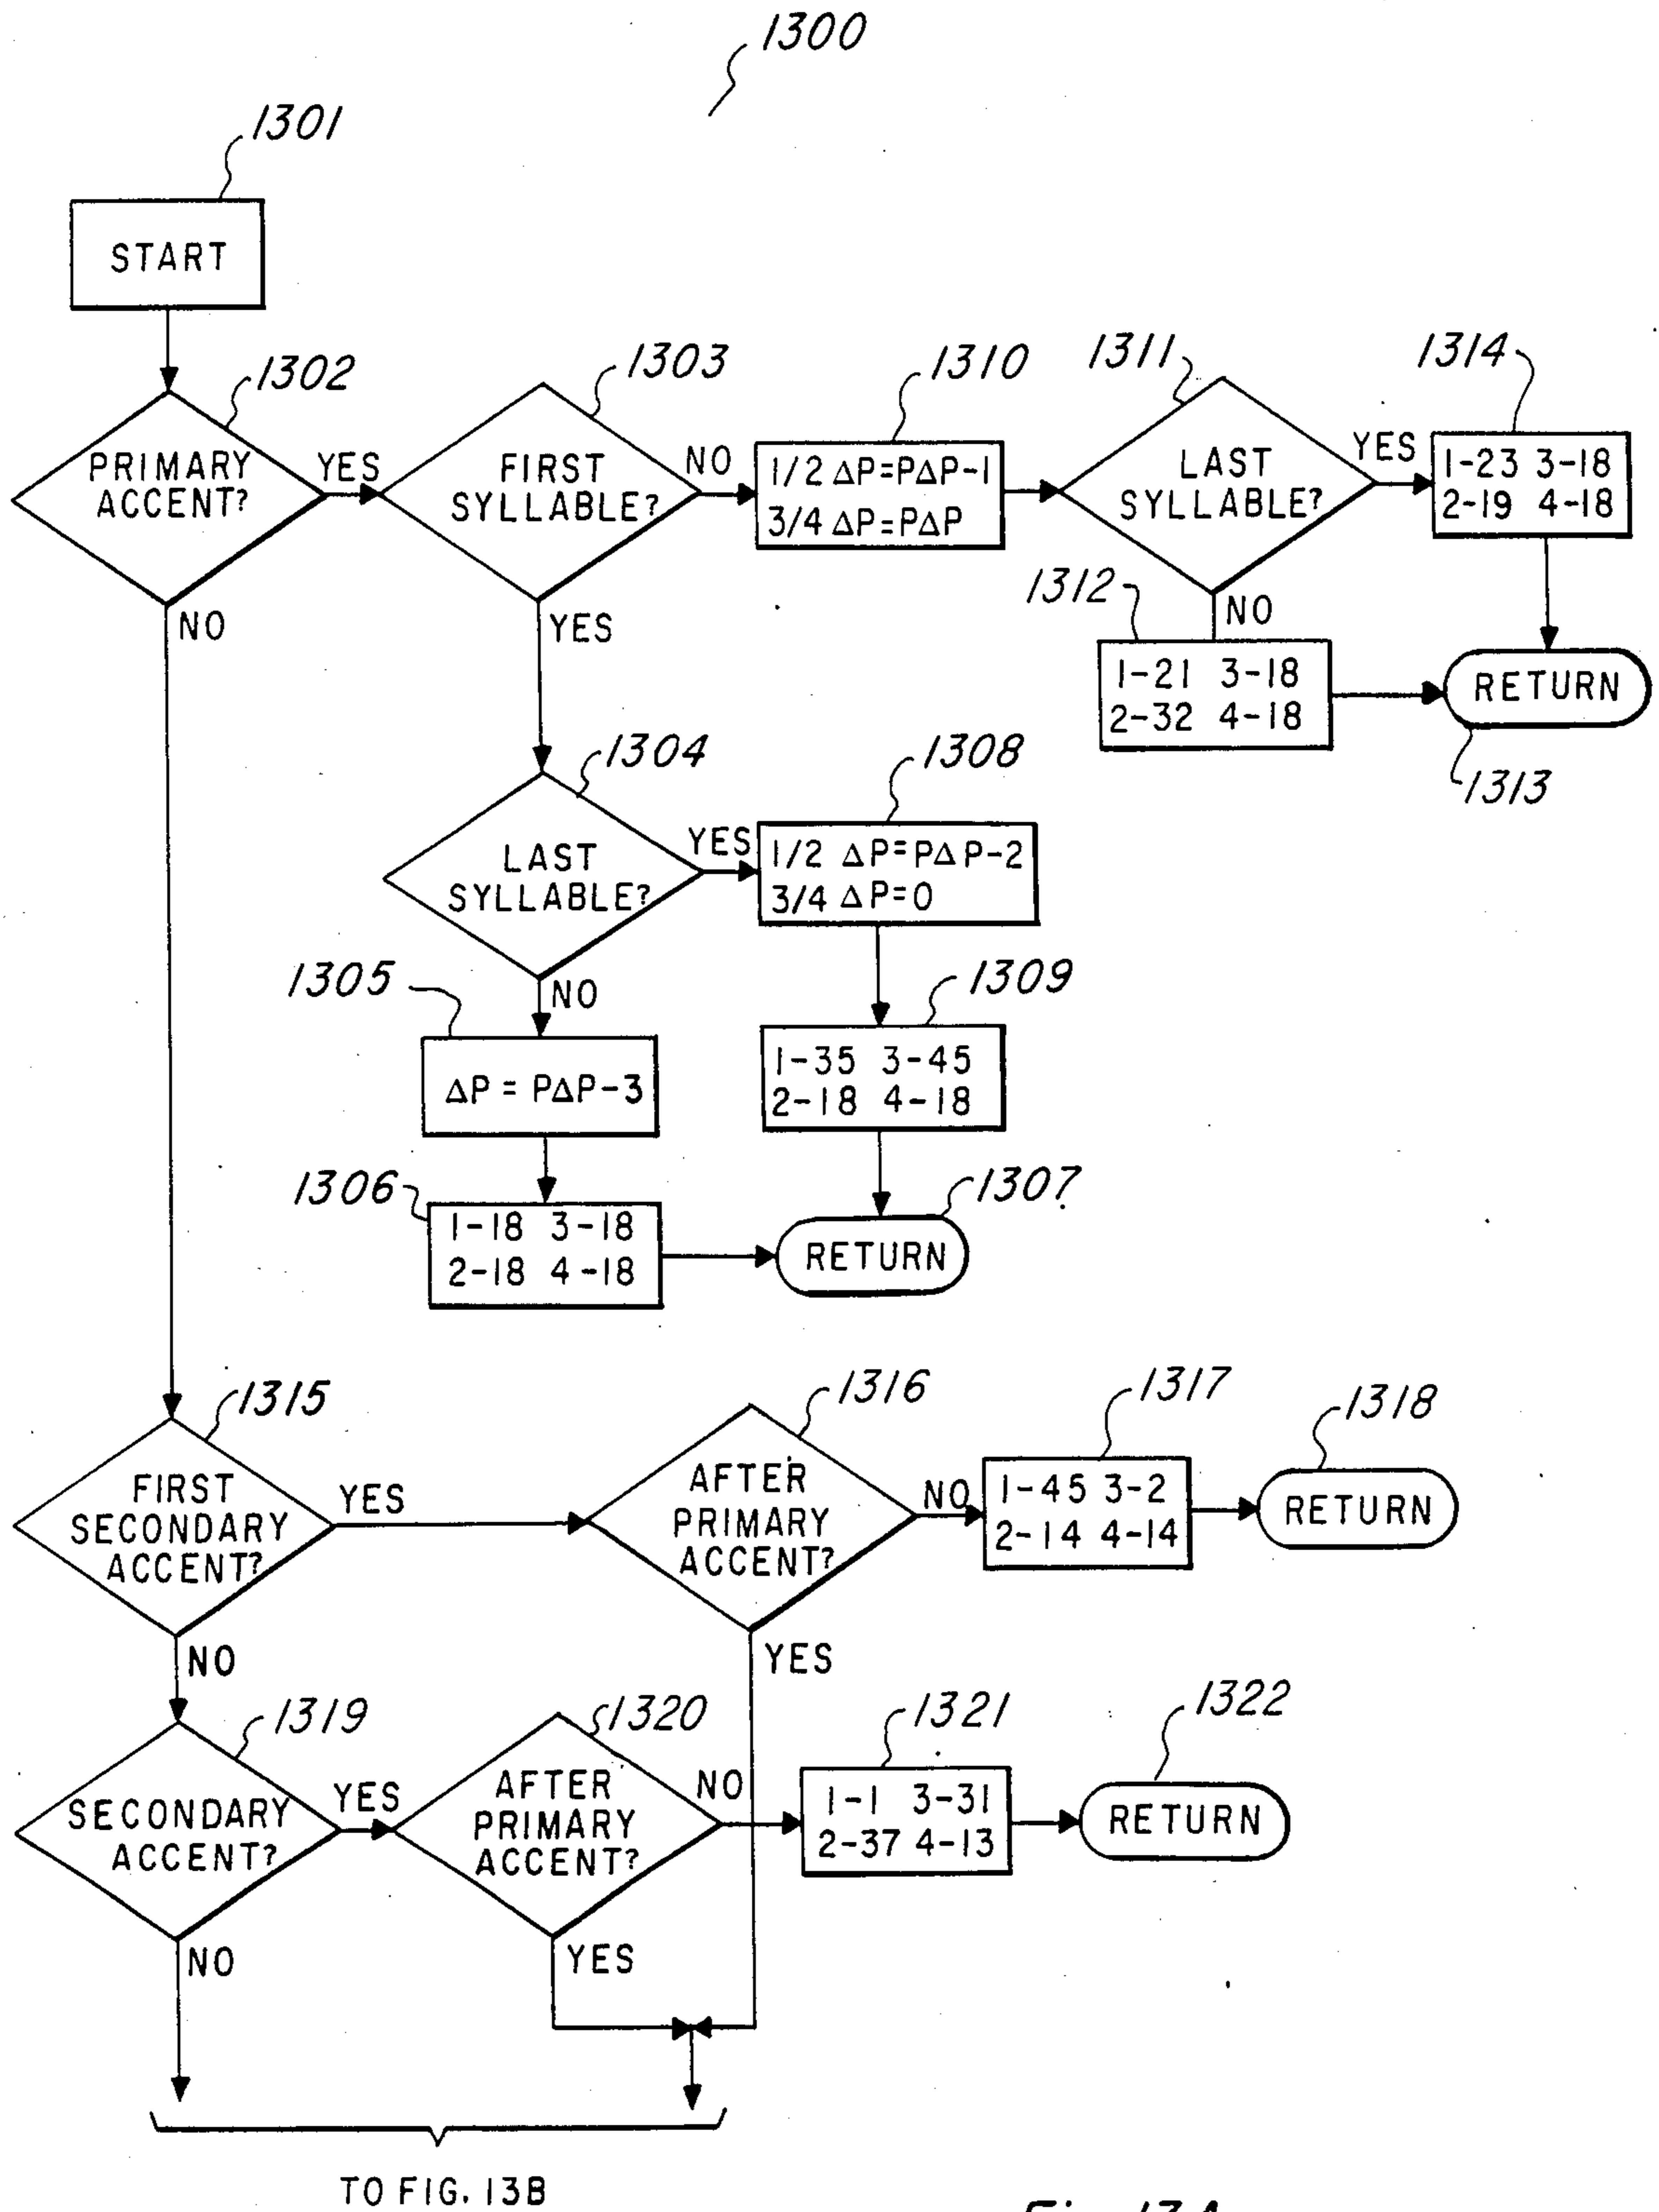 1300
1301
START
1302
PRIMARY
ACCENT?
YES
NO
1303
FIRST
SYLLABLE?
NO
YES
1310
1/2 ΔP=PΔP-1
3/4 ΔP=PΔP
1311
LAST
SYLLABLE?
YES
NO
1314
1-23 3-18
2-19 4-18
1312
1-21 3-18
2-32 4-18
RETURN
1313
1304
LAST
SYLLABLE?
YES
NO
1308
1/2 ΔP=PΔP-2
3/4 ΔP=0
1305
ΔP = PΔP-3
1309
1-35 3-45
2-18 4-18
1306
1-18 3-18
2-18 4-18
1307
RETURN
1315
FIRST
SECONDARY
ACCENT?
YES
NO
1316
AFTER
PRIMARY
ACCENT?
NO
YES
1317
1-45 3-2
2-14 4-14
1318
RETURN
1319
SECONDARY
ACCENT?
YES
NO
1320
AFTER
PRIMARY
ACCENT?
NO
YES
1321
1-1 3-31
2-37 4-13
1322
RETURN
TO FIG. 13B
Fig. 13A